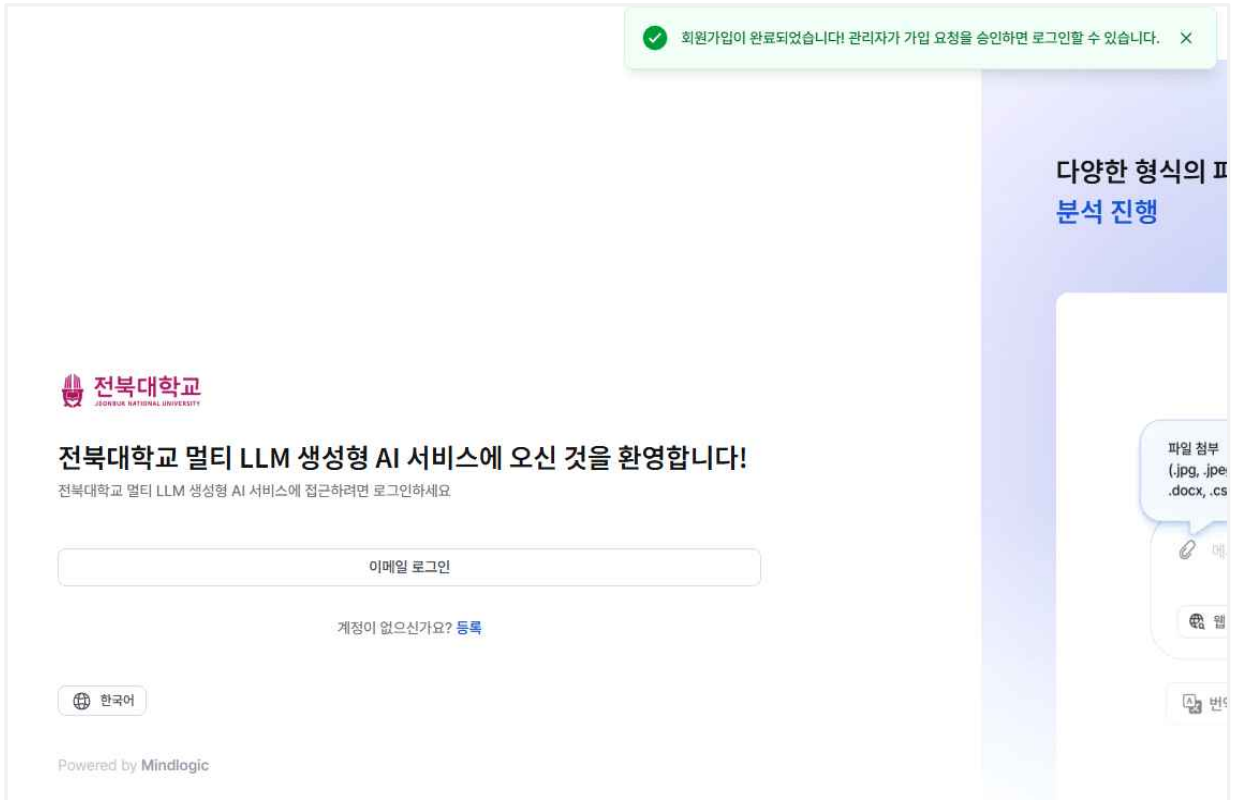 회원가입이 완료되었습니다! 관리자가 가입 요청을 승인하면 로그인할 수 있습니다.
다양한 형식의
분석 진행
전북대학교
JEONBUK NATIONAL UNIVERSITY
전북대학교 멀티 LLM 생성형 AI 서비스에 오신 것을 환영합니다!
전북대학교 멀티 LLM 생성형 AI 서비스에 접근하려면 로그인하세요
파일 첨부
(.jpg, .jpe
.docx, .cs
이메일 로그인
계정이 없으신가요? 등록
웹
한국어
Powered by Mindlogic